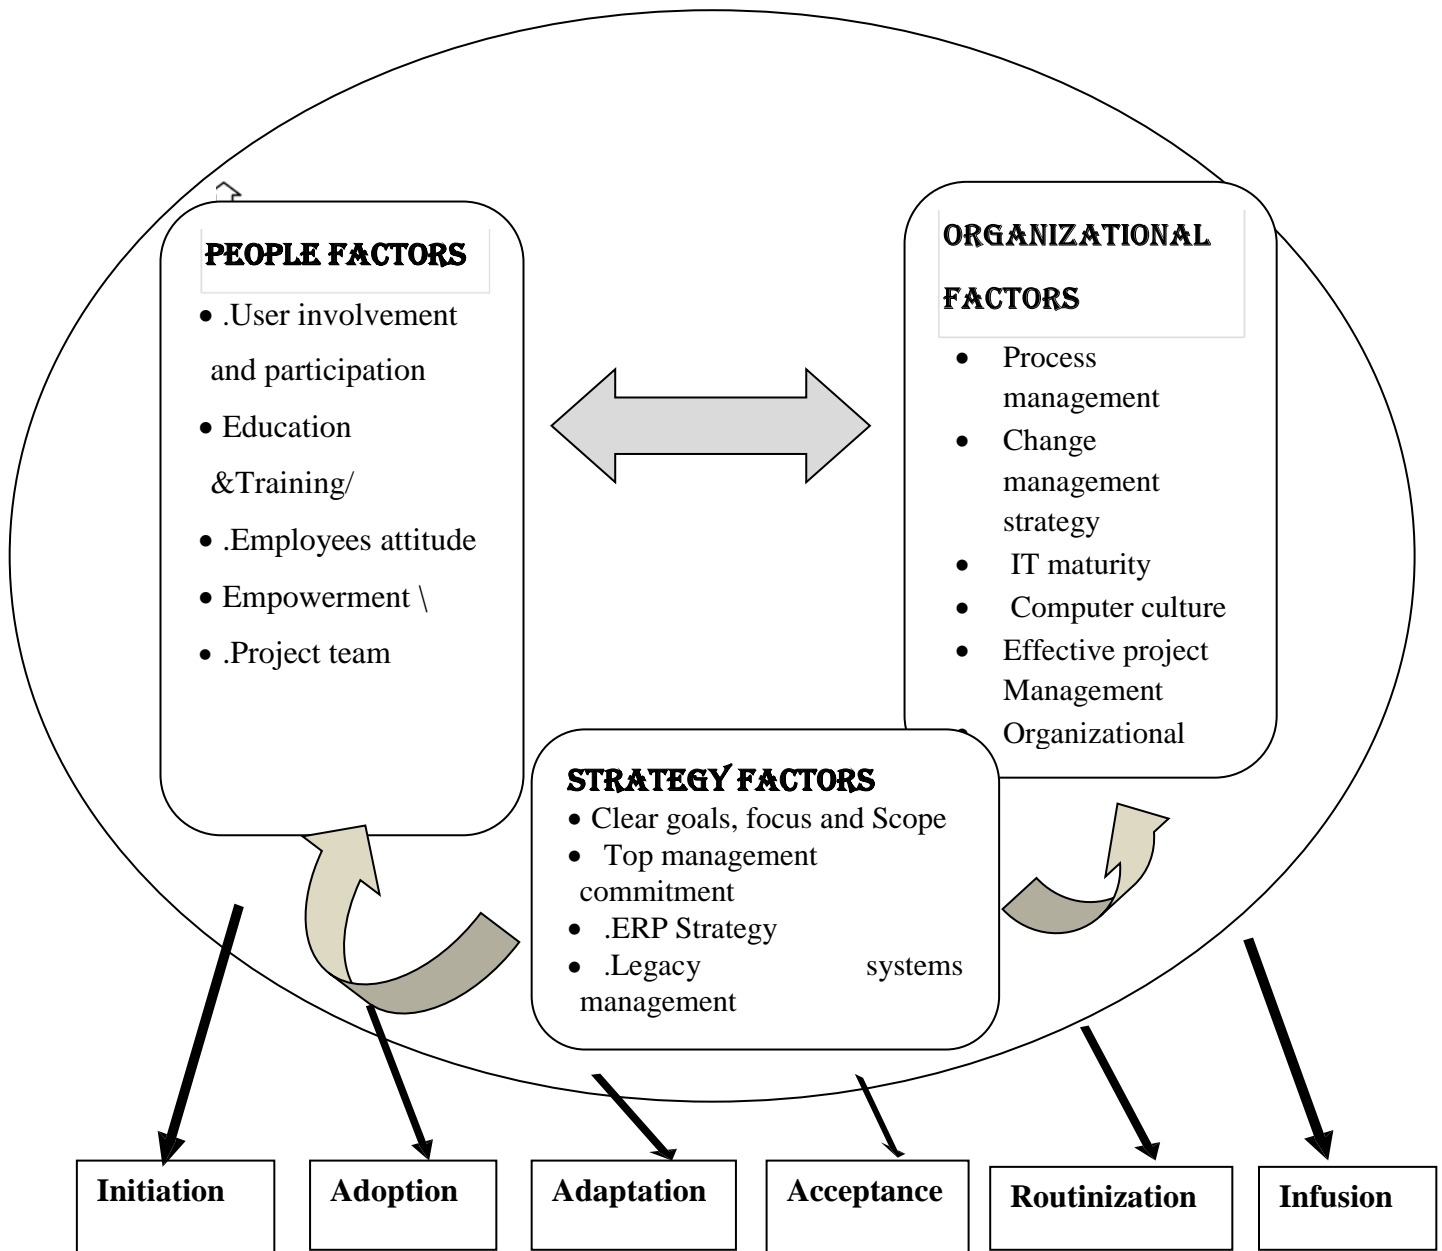 PEOPLE FACTORS
• .User involvement
and participation
• Education
&Training/
• .Employees attitude
• Empowerment \
• .Project team
ORGANIZATIONAL
FACTORS
• Process
management
• Change
management
strategy
• IT maturity
• Computer culture
• Effective project
Management
• Organizational
STRATEGY FACTORS
• Clear goals, focus and Scope
• Top management
commitment
• .ERP Strategy
• .Legacy systems
management
Initiation
Adoption
Adaptation
Acceptance
Routinization
Infusion